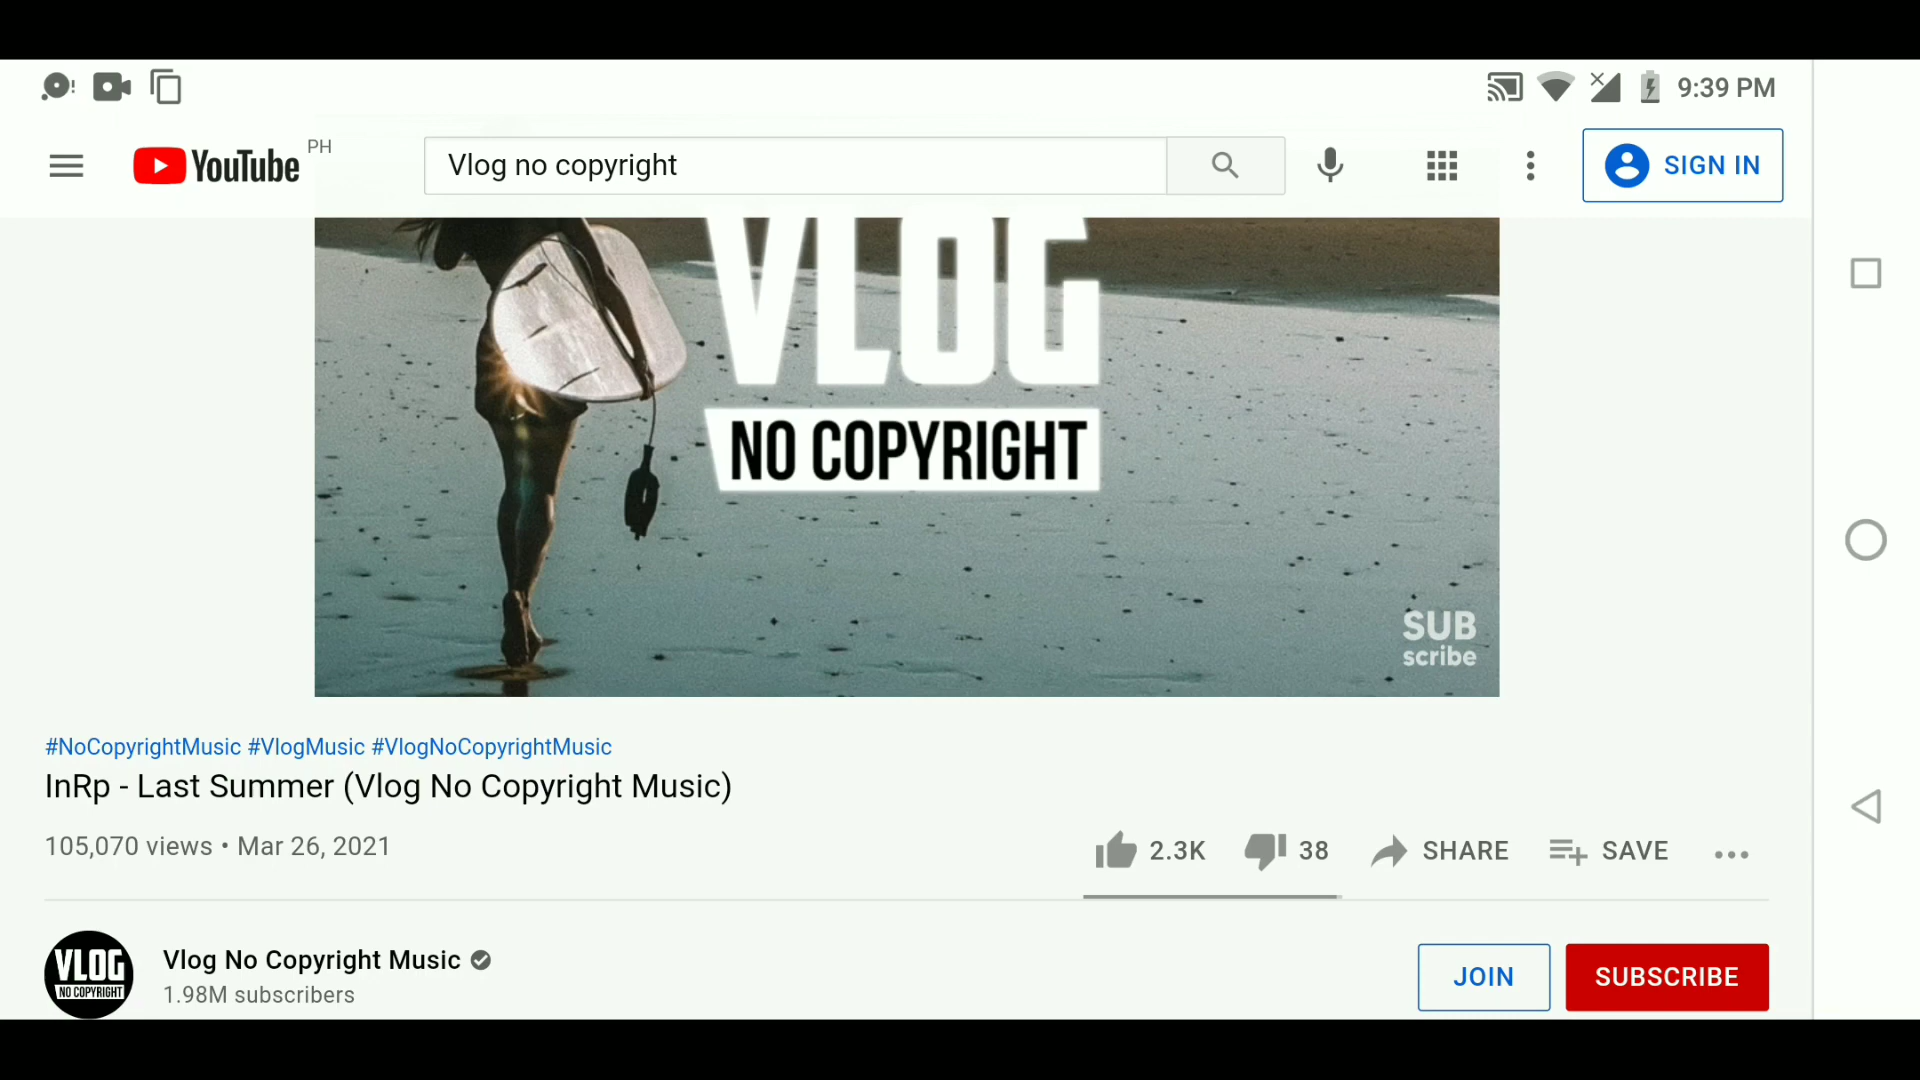 9:39 PM
YouTube PH
Vlog no copyright
SIGN IN
VLOG
NO COPYRIGHT
SUB
scribe
#NoCopyrightMusic #VlogMusic #VlogNoCopyrightMusic
InRp - Last Summer (Vlog No Copyright Music)
105,070 views • Mar 26, 2021
2.3K 38 SHARE SAVE
VLOG
NO COPYRIGHT
Vlog No Copyright Music
1.98M subscribers
JOIN SUBSCRIBE